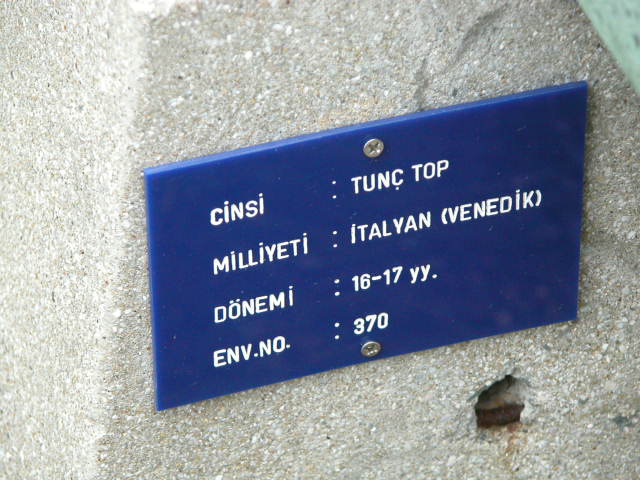 CİNSİ : TUNÇ TOP
MİLLİYETİ : İTALYAN (VENEDİK)
DÖNEMİ : 16-17 yy.
ENV.NO. : 370